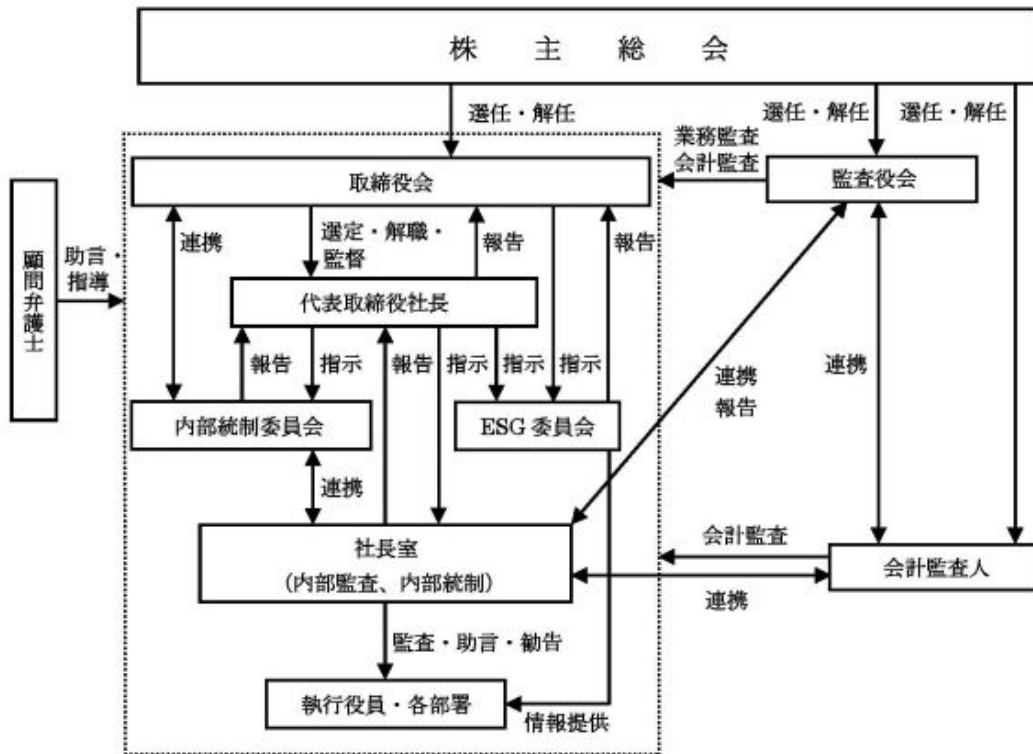 株主総会
選任・解任
選任・解任
選任・解任
業務監査
会計監査
取締役会
監査役会
顧問弁護士
助言・
指導
連携
選定・解職・
監督
報告
報告
代表取締役社長
報告
指示
報告
指示
指示
指示
連携
報告
連携
内部統制委員会
ESG 委員会
連携
社長室
(内部監査、内部統制)
会計監査
会計監査人
連携
監査・助言・勧告
執行役員・各部署
情報提供